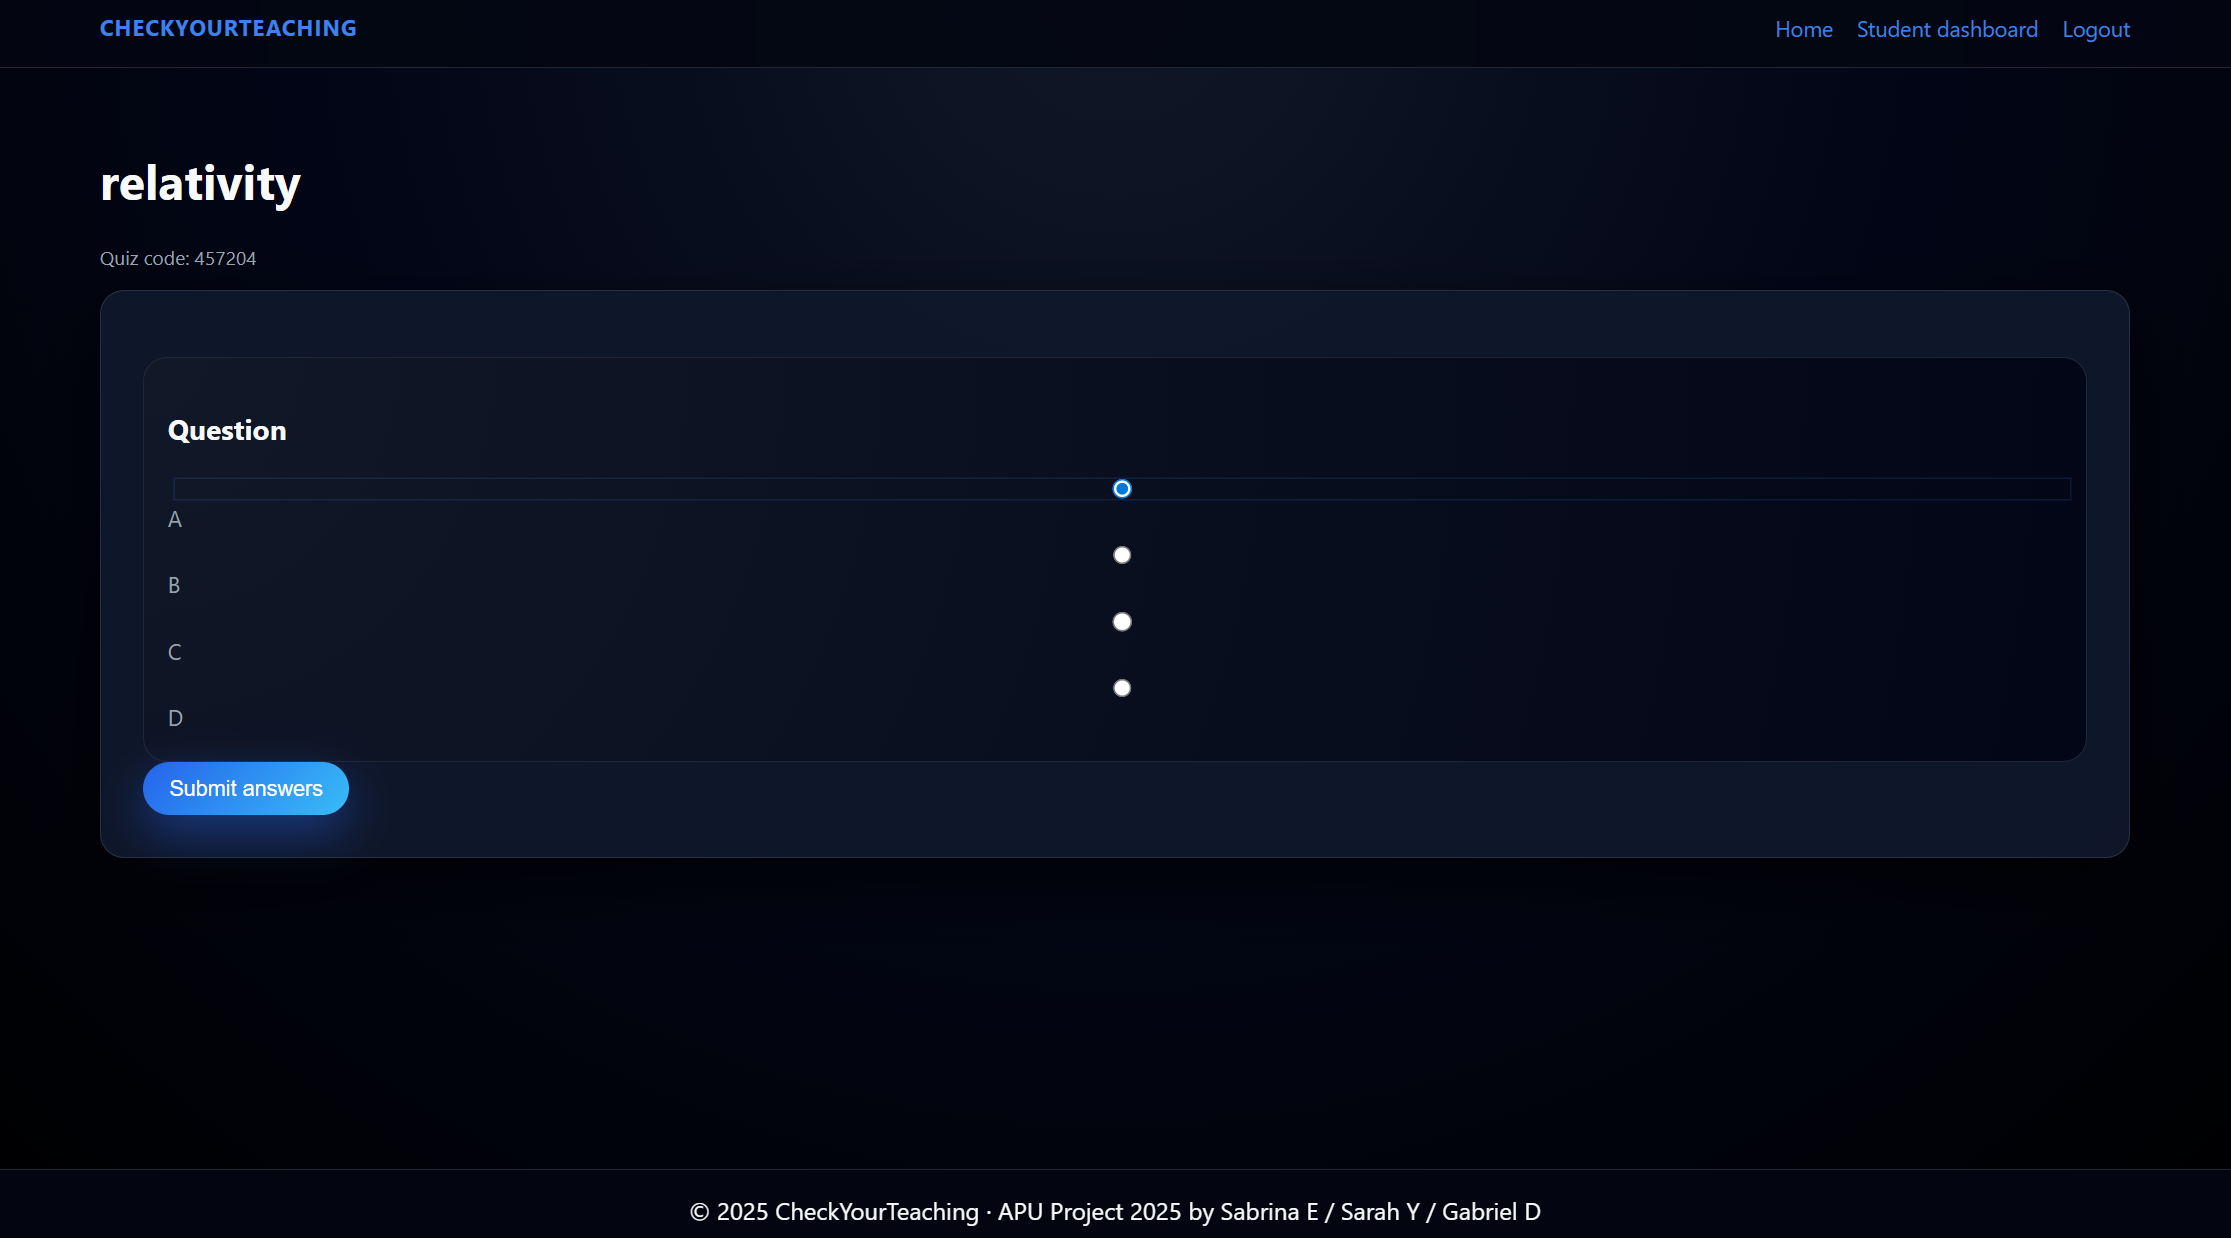 CHECKYOURTEACHING
Home Student dashboard Logout
relativity
Quiz code: 457204
Question
A
B
C
D
Submit answers
© 2025 CheckYourTeaching · APU Project 2025 by Sabrina E / Sarah Y / Gabriel D